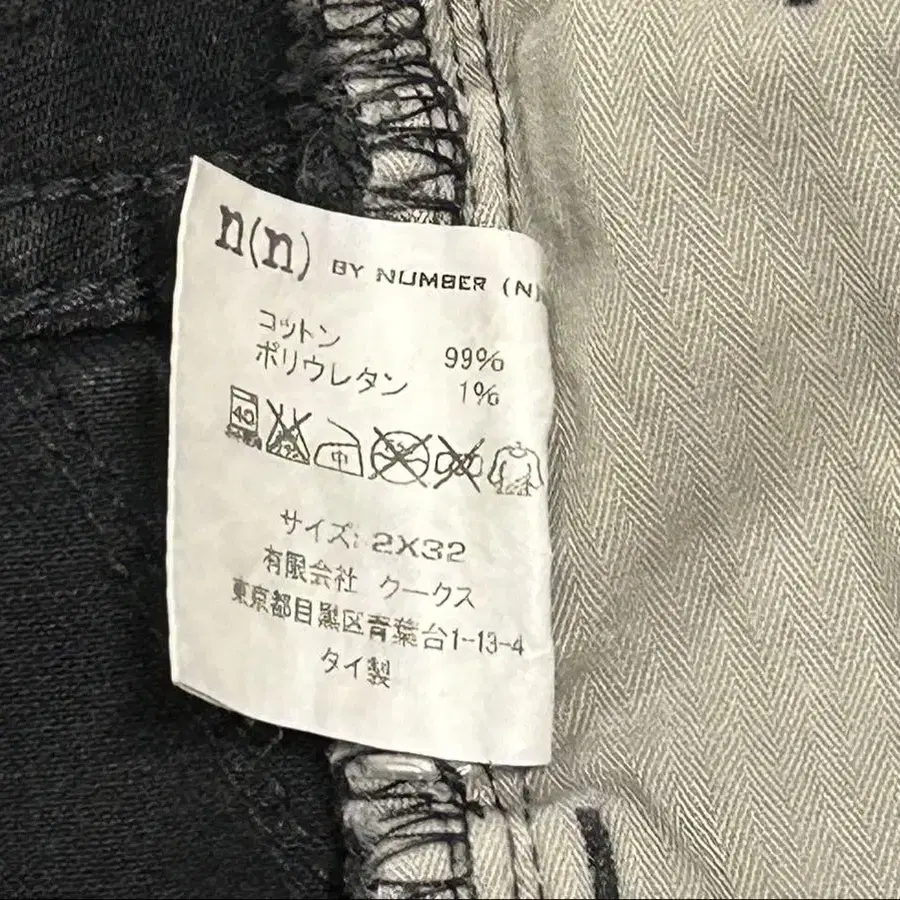 n(n) BY NUMBER (N)
コットン 99%
ポリウレタン 1%
40
中
サイズ: 2X32
有限会社 クークス
東京都目黒区青葉台1-13-4
タイ製